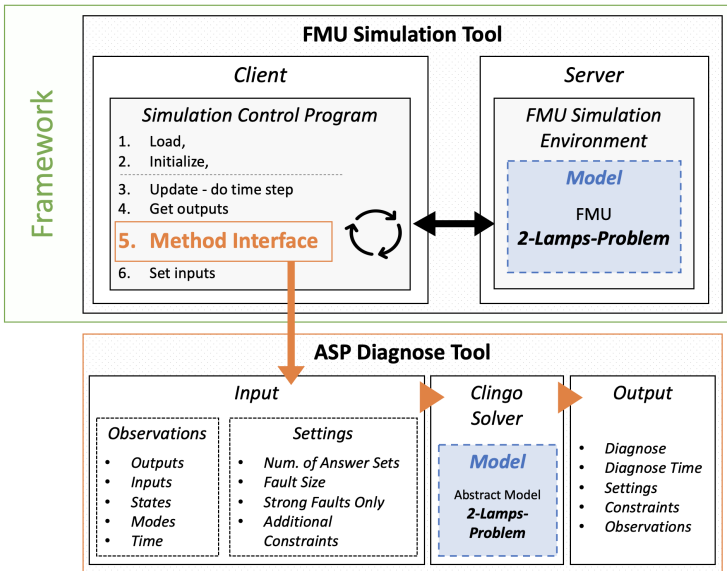 Framework
FMU Simulation Tool
Client
Simulation Control Program
1. Load,
2. Initialize,
3. Update - do time step
4. Get outputs
5. Method Interface
6. Set inputs
Server
FMU Simulation
Environment
Model
FMU
2-Lamps-Problem
ASP Diagnose Tool
Input
Observations
• Outputs
• Inputs
• States
• Modes
• Time
Settings
• Num. of Answer Sets
• Fault Size
• Strong Faults Only
• Additional
Constraints
Clingo
Solver
Model
Abstract Model
2-Lamps-
Problem
Output
• Diagnose
• Diagnose Time
• Settings
• Constraints
• Observations